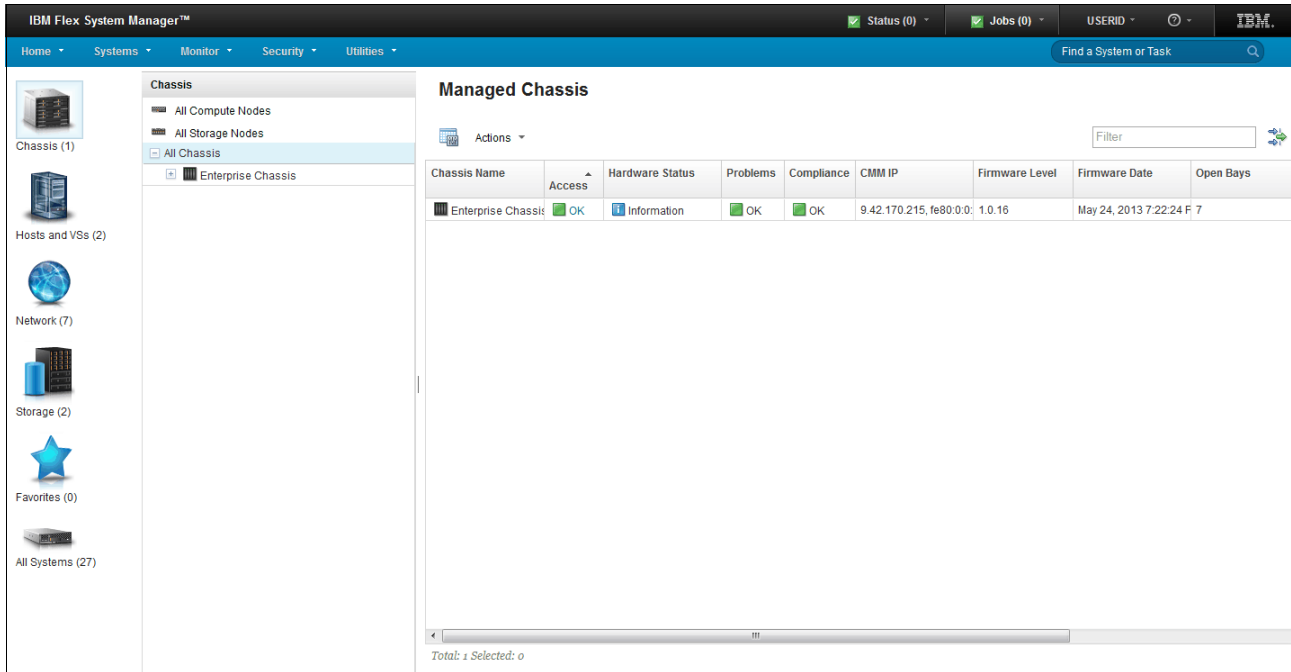 IBM Flex System Manager™ Status (0) Jobs (0) USERID IBM.
Home Systems Monitor Security Utilities Find a System or Task
Chassis (1)
Hosts and VSs (2)
Network (7)
Storage (2)
Favorites (0)
All Systems (27)
Chassis
All Compute Nodes
All Storage Nodes
All Chassis
Enterprise Chassis
Managed Chassis
Actions Filter
Chassis Name Access Hardware Status Problems Compliance CMM IP Firmware Level Firmware Date Open Bays
Enterprise Chassis OK Information OK OK 9.42.170.215, fe80:0:0: 1.0.16 May 24, 2013 7:22:24 P 7
Total: 1 Selected: 0